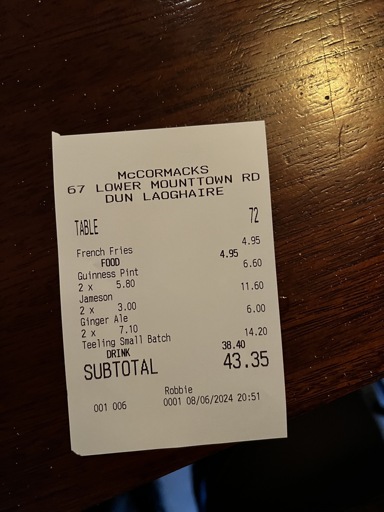 McCORMACKS
67 LOWER MOUNTTOWN RD
DUN LAOGHAIRE
TABLE 72
French Fries 4.95
FOOD 4.95
Guinness Pint 6.60
2 x 5.80
Jameson 11.60
2 x 3.00
Ginger Ale 6.00
2 x 7.10
Teeling Small Batch 14.20
DRINK 38.40
SUBTOTAL 43.35
Robbie
001 006 0001 08/06/2024 20:51